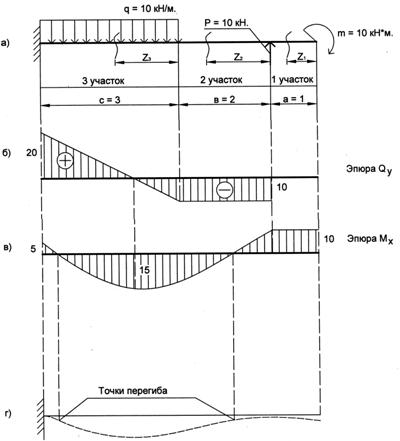 q = 10 кН/м.
P = 10 кН.
m = 10 кН*м.
а)
Z₃
Z₂
Z₁
3 участок
2 участок
1 участок
с = 3
в = 2
а = 1
б)
20
+
−
10
Эпюра Qy
в)
5
15
10
Эпюра Mx
Точки перегиба
г)